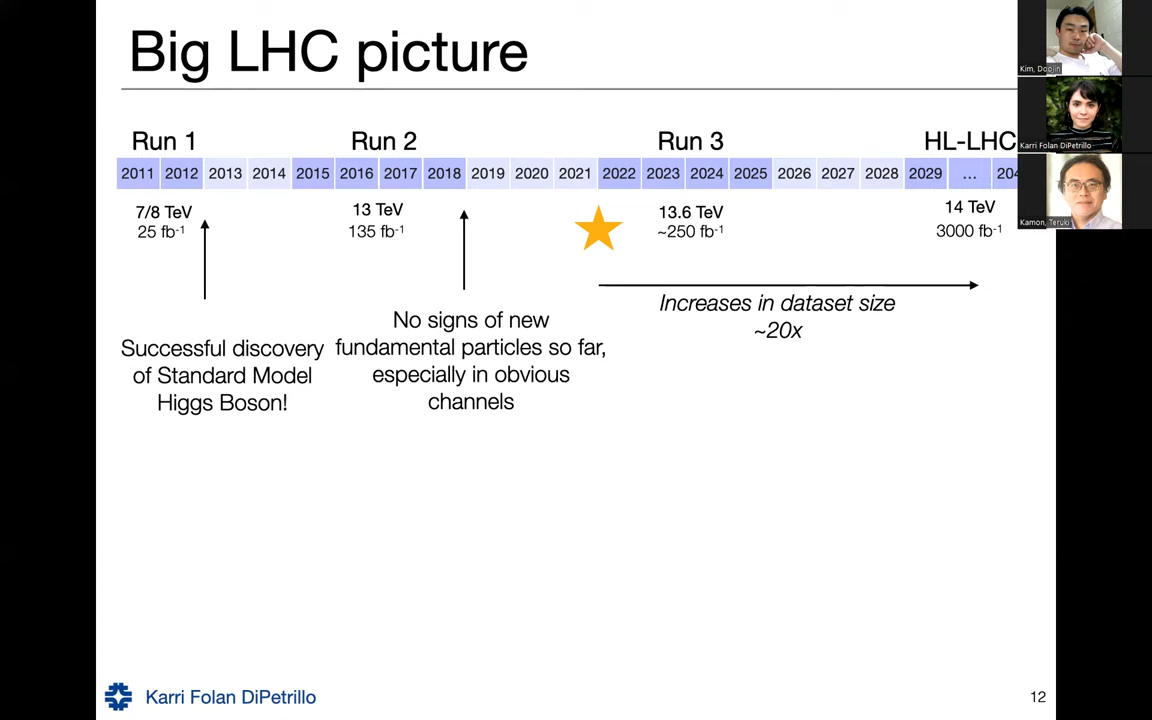 Big LHC picture
Kim, Doojin
Karri Folan DiPetrillo
Kamon, Teruki
Run 1 Run 2 Run 3 HL-LHC
2011 2012 2013 2014 2015 2016 2017 2018 2019 2020 2021 2022 2023 2024 2025 2026 2027 2028 2029 ...
7/8 TeV 13 TeV 13.6 TeV 14 TeV
25 fb⁻¹ 135 fb⁻¹ ~250 fb⁻¹ 3000 fb⁻¹
Increases in dataset size
~20x
Successful discovery
of Standard Model
Higgs Boson!
No signs of new
fundamental particles so far,
especially in obvious
channels
Karri Folan DiPetrillo
12